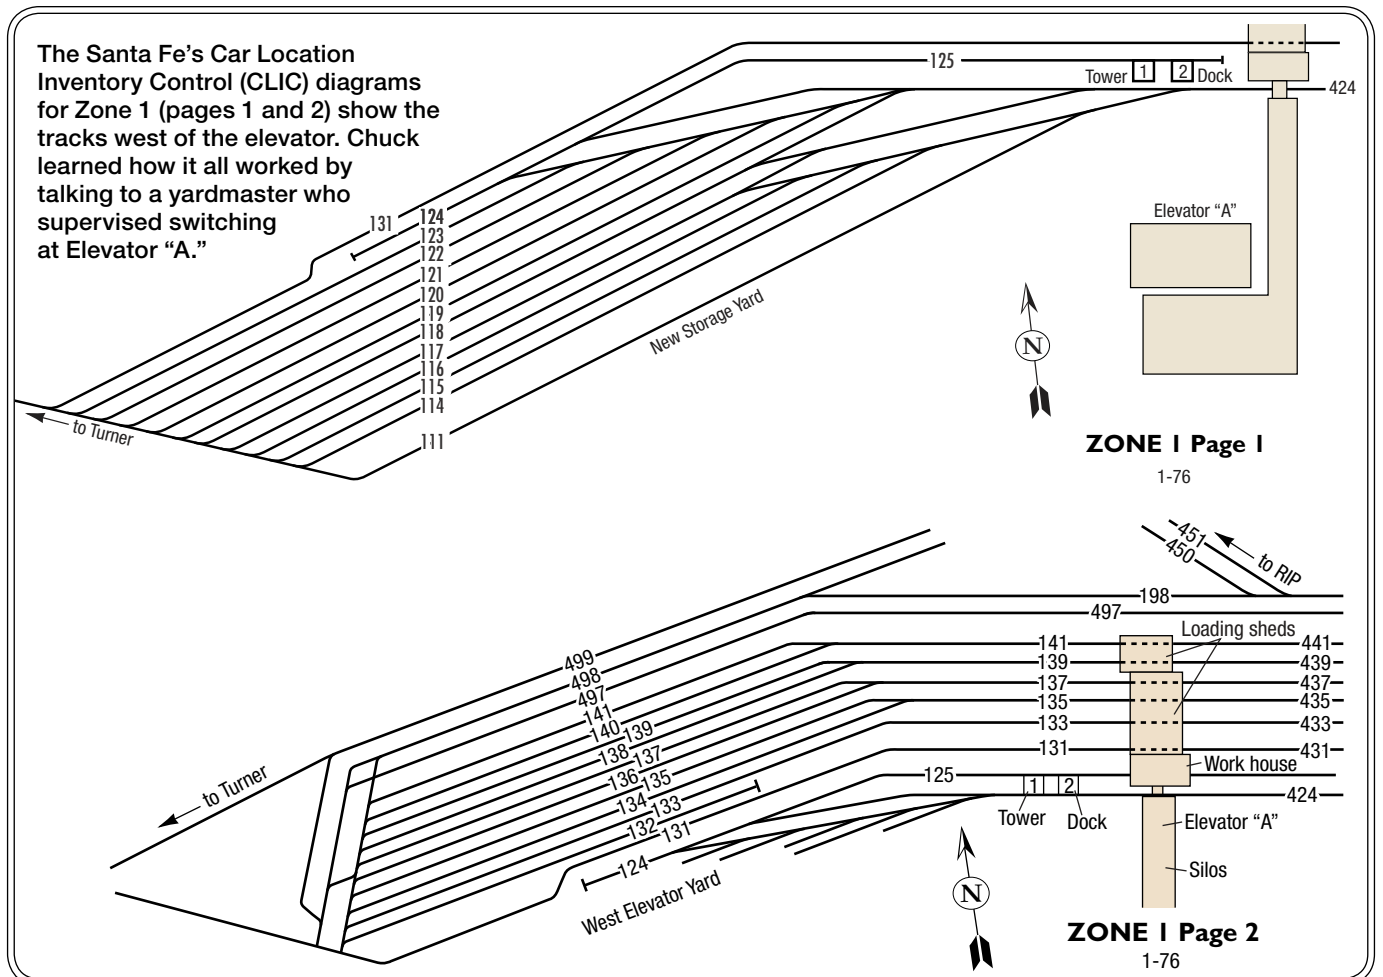 The Santa Fe’s Car Location
Inventory Control (CLIC) diagrams
for Zone 1 (pages 1 and 2) show the
tracks west of the elevator. Chuck
learned how it all worked by
talking to a yardmaster who
supervised switching
at Elevator “A.”
125
Tower 1 2 Dock
424
131
124
123
122
121
120
119
118
117
116
115
114
111
New Storage Yard
Elevator “A”
to Turner
N
ZONE 1 Page 1
1-76
451
450
to RIP
198
497
499
498
497
141
140 139
138 137
136 135
134 133
132 131
124
141
139
137
135
133
131
125
Loading sheds
441
439
437
435
433
431
Work house
424
1 2
Tower
Dock
Elevator “A”
Silos
to Turner
West Elevator Yard
N
ZONE 1 Page 2
1-76